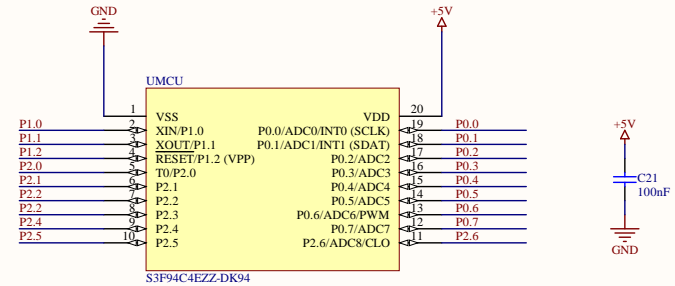 GND
+5V
UMCU
1 VSS VDD 20
P1.0 2 XIN/P1.0 P0.0/ADC0/INT0 (SCLK) 19 P0.0
P1.1 3 XOUT/P1.1 P0.1/ADC1/INT1 (SDAT) 18 P0.1
P1.2 4 RESET/P1.2 (VPP) P0.2/ADC2 17 P0.2
P2.0 5 T0/P2.0 P0.3/ADC3 16 P0.3
P2.1 6 P2.1 P0.4/ADC4 15 P0.4
P2.2 7 P2.2 P0.5/ADC5 14 P0.5
P2.2 8 P2.3 P0.6/ADC6/PWM 13 P0.6
P2.4 9 P2.4 P0.7/ADC7 12 P0.7
P2.5 10 P2.5 P2.6/ADC8/CLO 11 P2.6
S3F94C4EZZ-DK94
+5V
C21
100nF
GND